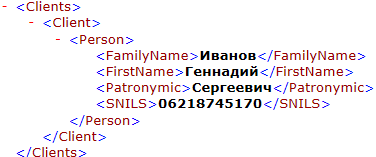 - <Clients>
- <Client>
- <Person>
<FamilyName>Иванов</FamilyName>
<FirstName>Геннадий</FirstName>
<Patronymic>Сергеевич</Patronymic>
<SNILS>06218745170</SNILS>
</Person>
</Client>
</Clients>